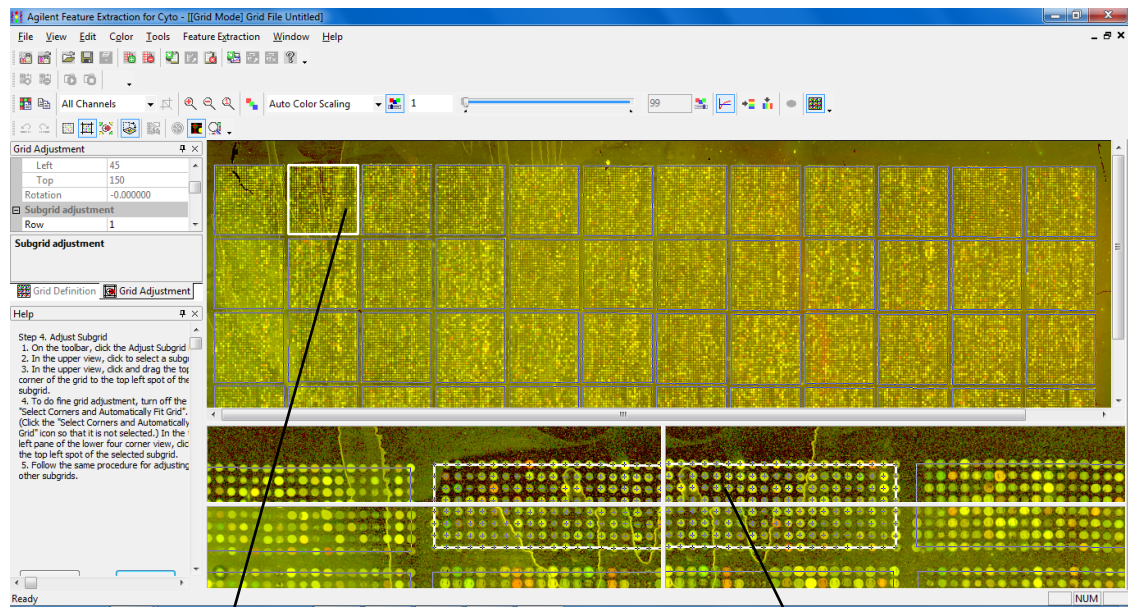 Agilent Feature Extraction for Cyto - [[Grid Mode] Grid File Untitled]
File View Edit Color Tools Feature Extraction Window Help
All Channels Auto Color Scaling 1 99
Grid Adjustment
Left 45
Top 150
Rotation -0.000000
Subgrid adjustment
Row 1
Subgrid adjustment
Grid Definition Grid Adjustment
Help
Step 4. Adjust Subgrid
1. On the toolbar, click the Adjust Subgrid
2. In the upper view, click to select a subgr
3. In the upper view, click and drag the top
corner of the grid to the top left spot of the
subgrid.
4. To do fine grid adjustment, turn off the
"Select Corners and Automatically Fit Grid".
(Click the "Select Corners and Automatically
Grid" icon so that it is not selected.) In the
left pane of the lower four corner view, clic
the top left spot of the selected subgrid.
5. Follow the same procedure for adjusting
other subgrids.
Ready NUM